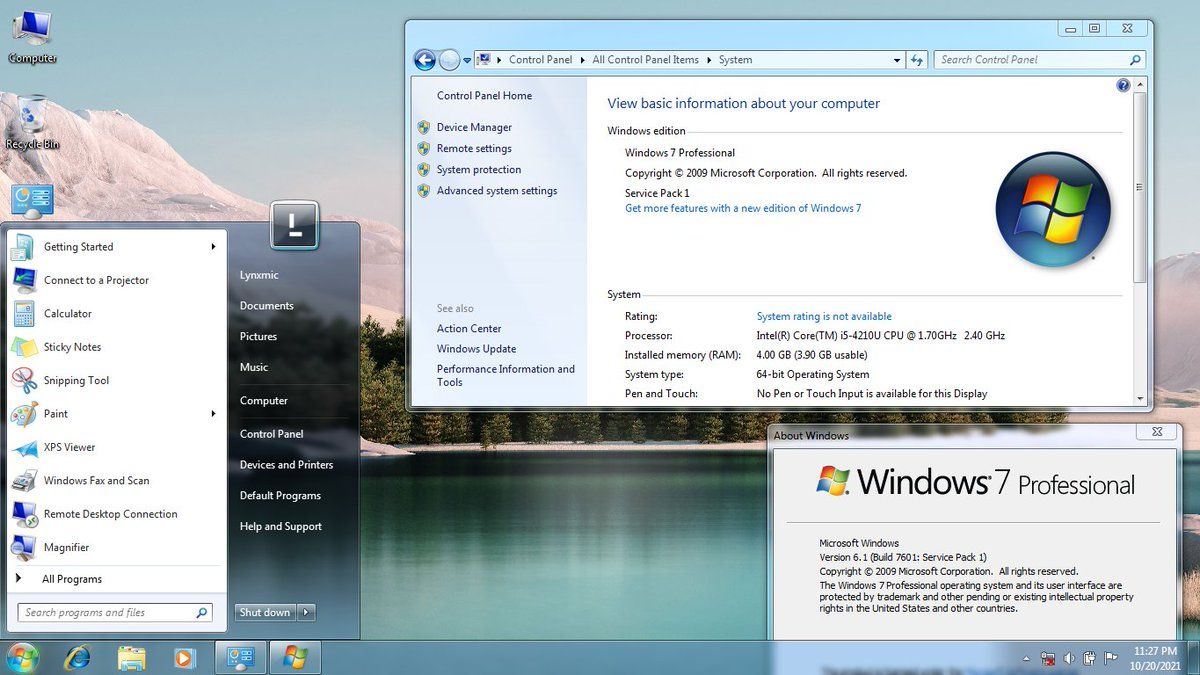 Computer
Recycle Bin
Getting Started
Connect to a Projector
Calculator
Sticky Notes
Snipping Tool
Paint
XPS Viewer
Windows Fax and Scan
Remote Desktop Connection
Magnifier
All Programs
Search programs and files
Lynxmic
Documents
Pictures
Music
Computer
Control Panel
Devices and Printers
Default Programs
Help and Support
Shut down
Control Panel
All Control Panel Items
System
Search Control Panel
Control Panel Home
Device Manager
Remote settings
System protection
Advanced system settings
See also
Action Center
Windows Update
Performance Information and
Tools
View basic information about your computer
Windows edition
Windows 7 Professional
Copyright © 2009 Microsoft Corporation. All rights reserved.
Service Pack 1
Get more features with a new edition of Windows 7
System
Rating: System rating is not available
Processor: Intel(R) Core(TM) i5-4210U CPU @ 1.70GHz 2.40 GHz
Installed memory (RAM): 4.00 GB (3.90 GB usable)
System type: 64-bit Operating System
Pen and Touch: No Pen or Touch Input is available for this Display
About Windows
Windows® 7 Professional
Microsoft Windows
Version 6.1 (Build 7601: Service Pack 1)
Copyright © 2009 Microsoft Corporation. All rights reserved.
The Windows 7 Professional operating system and its user interface are
protected by trademark and other pending or existing intellectual property
rights in the United States and other countries.
11:27 PM
10/20/2021